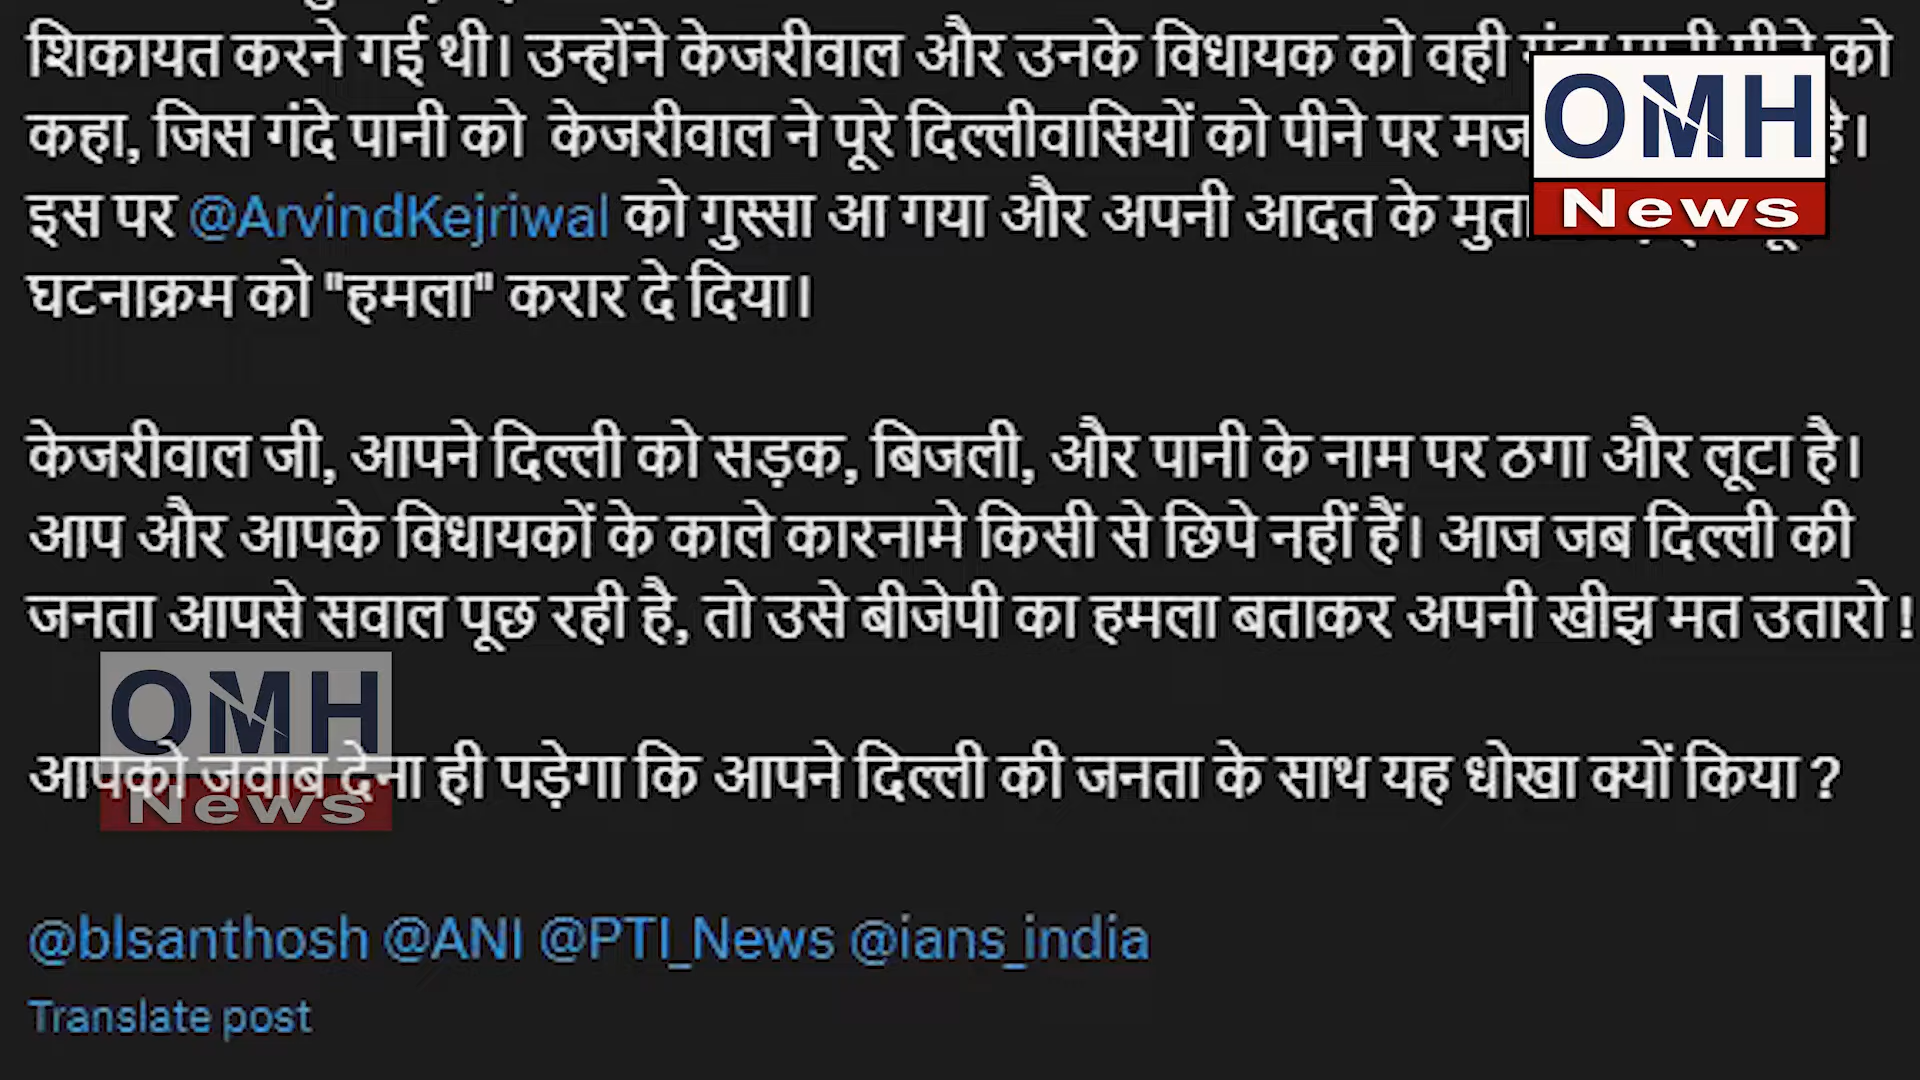 शिकायत करने गई थी। उन्होंने केजरीवाल और उनके विधायक को वही को
कहा, जिस गंदे पानी को केजरीवाल ने पूरे दिल्लीवासियों को पीने पर है।
इस पर @ArvindKejriwal को गुस्सा आ गया और अपनी आदत के
घटनाक्रम को "हमला" करार दे दिया।
केजरीवाल जी, आपने दिल्ली को सड़क, बिजली, और पानी के नाम पर ठगा और लूटा है।
आप और आपके विधायकों के काले कारनामे किसी से छिपे नहीं हैं। आज जब दिल्ली की
जनता आपसे सवाल पूछ रही है, तो उसे बीजेपी का हमला बताकर अपनी खीझ मत उतारो !
आपको जवाब देना ही पड़ेगा कि आपने दिल्ली की जनता के साथ यह धोखा क्यों किया ?
@blsanthosh @ANI @PTI_News @ians_india
Translate post
OMH
News
OMH
News